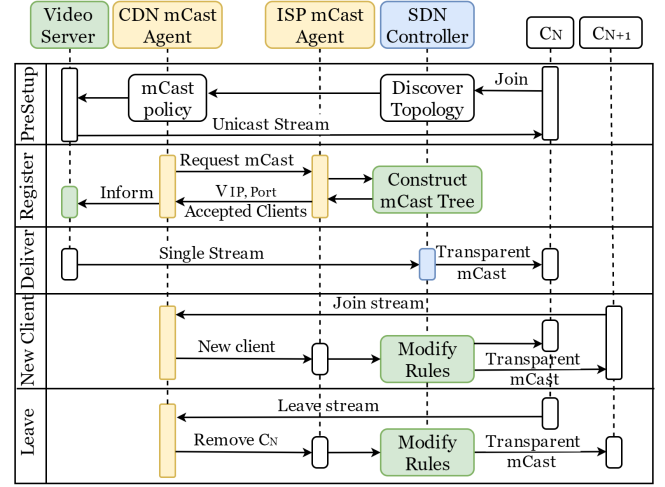 Video
Server
CDN mCast
Agent
ISP mCast
Agent
SDN
Controller
CN
CN+1
PreSetup
mCast
policy
Discover
Topology
Join
Unicast Stream
Register
Request mCast
Inform
VIP, Port
Accepted Clients
Construct
mCast Tree
Deliver
Single Stream
Transparent
mCast
New Client
Join stream
New client
Modify
Rules
Transparent
mCast
Leave
Leave stream
Remove CN
Modify
Rules
Transparent
mCast